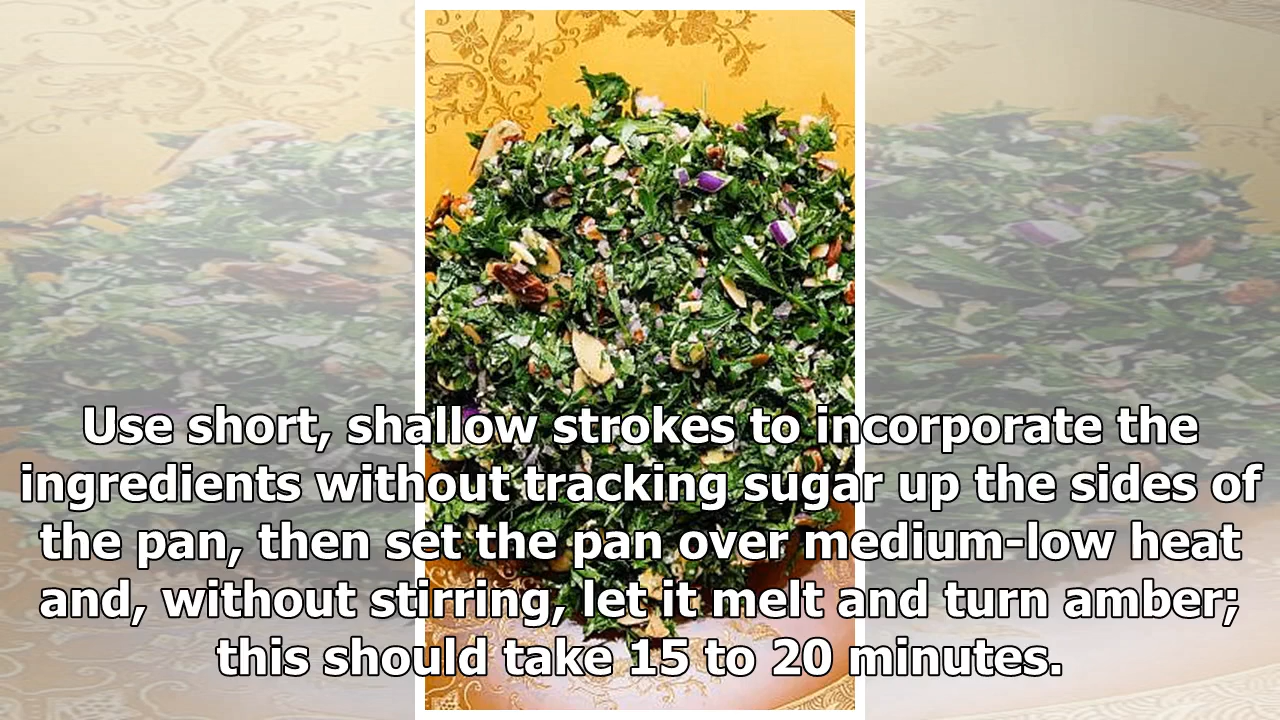 Use short, shallow strokes to incorporate the
ingredients without tracking sugar up the sides of
the pan, then set the pan over medium-low heat
and, without stirring, let it melt and turn amber;
this should take 15 to 20 minutes.